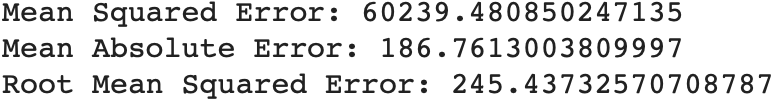 Mean Squared Error: 60239.480850247135
Mean Absolute Error: 186.7613003809997
Root Mean Squared Error: 245.43732570708787